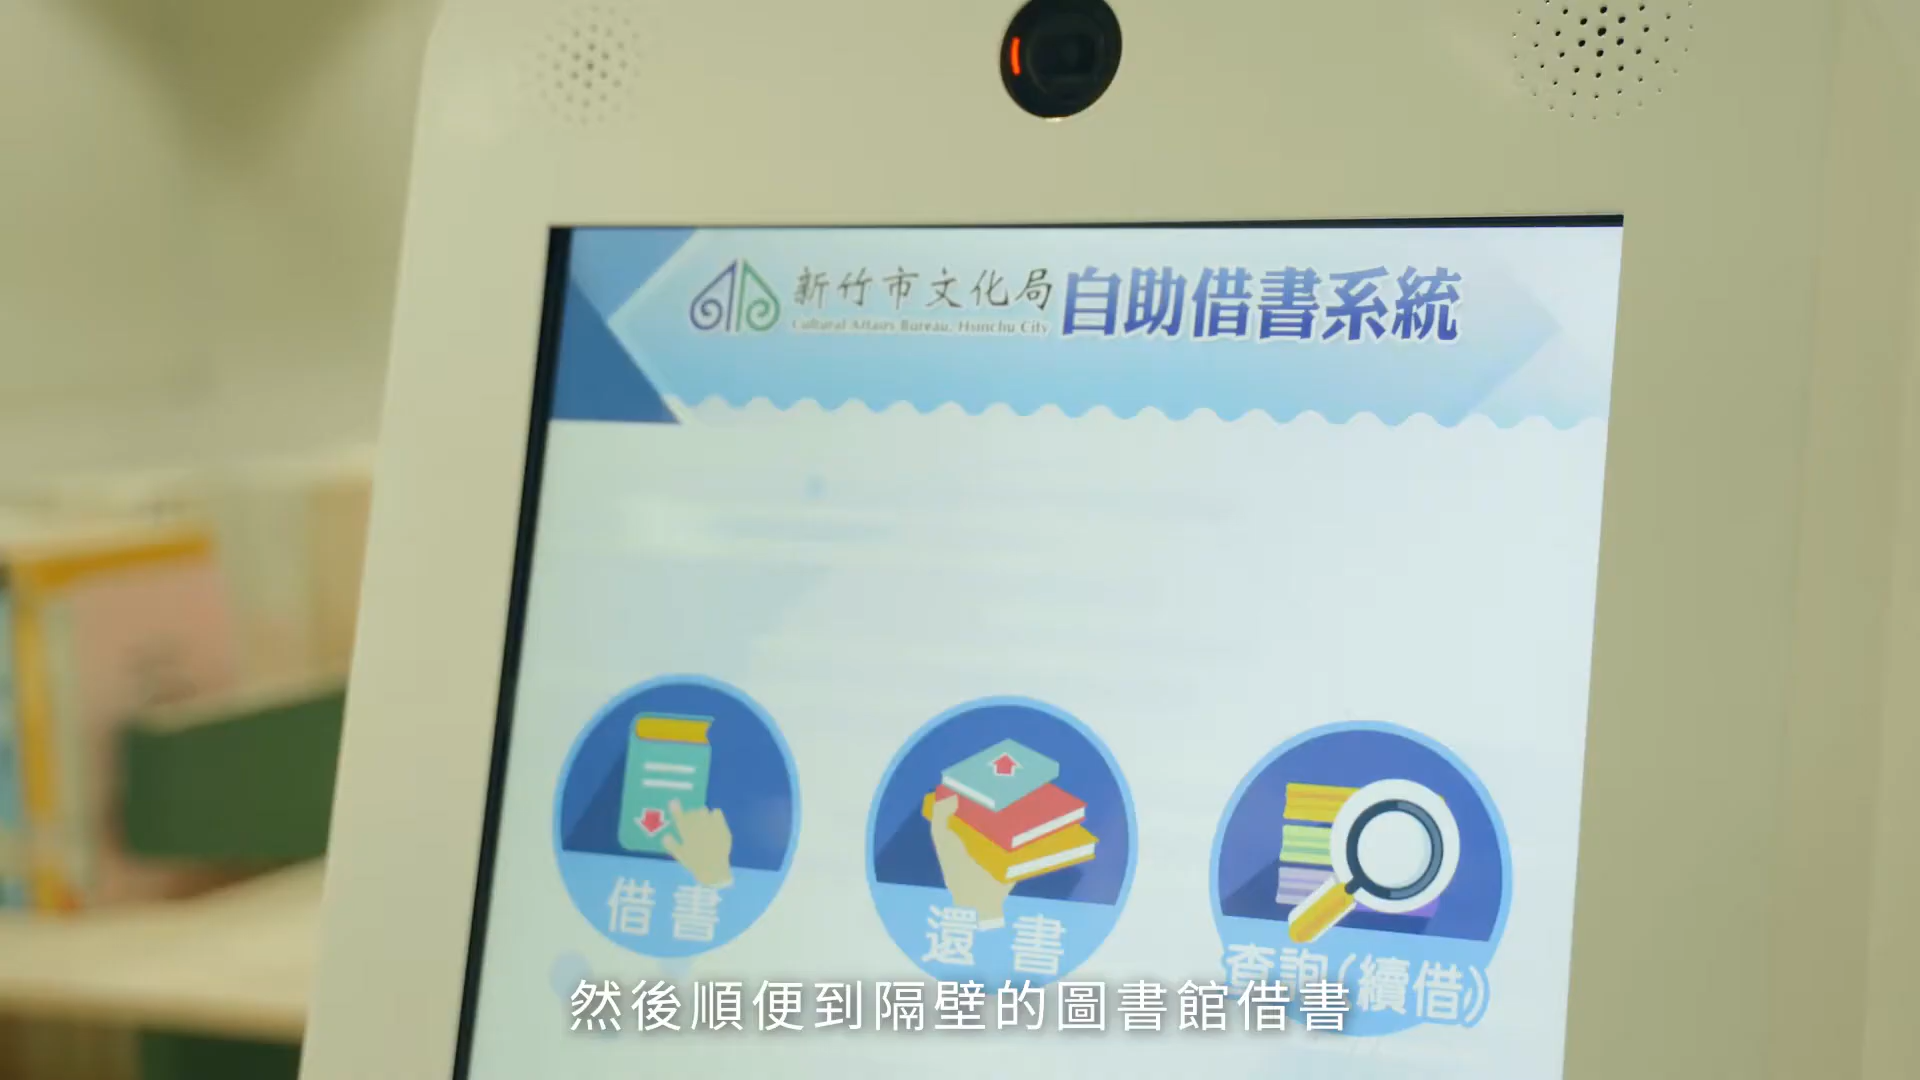 新竹市文化局 自助借書系統
Cultural Affairs Bureau, Hsinchu City
借書
還書
查詢(續借)
然後順便到隔壁的圖書館借書